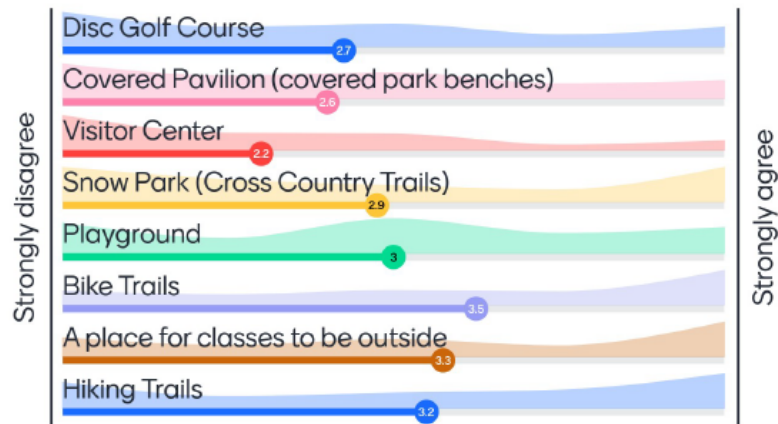 Strongly disagree
Disc Golf Course
2.7
Covered Pavilion (covered park benches)
2.6
Visitor Center
2.2
Snow Park (Cross Country Trails)
2.9
Playground
3
Bike Trails
3.5
A place for classes to be outside
3.3
Hiking Trails
3.2
Strongly agree